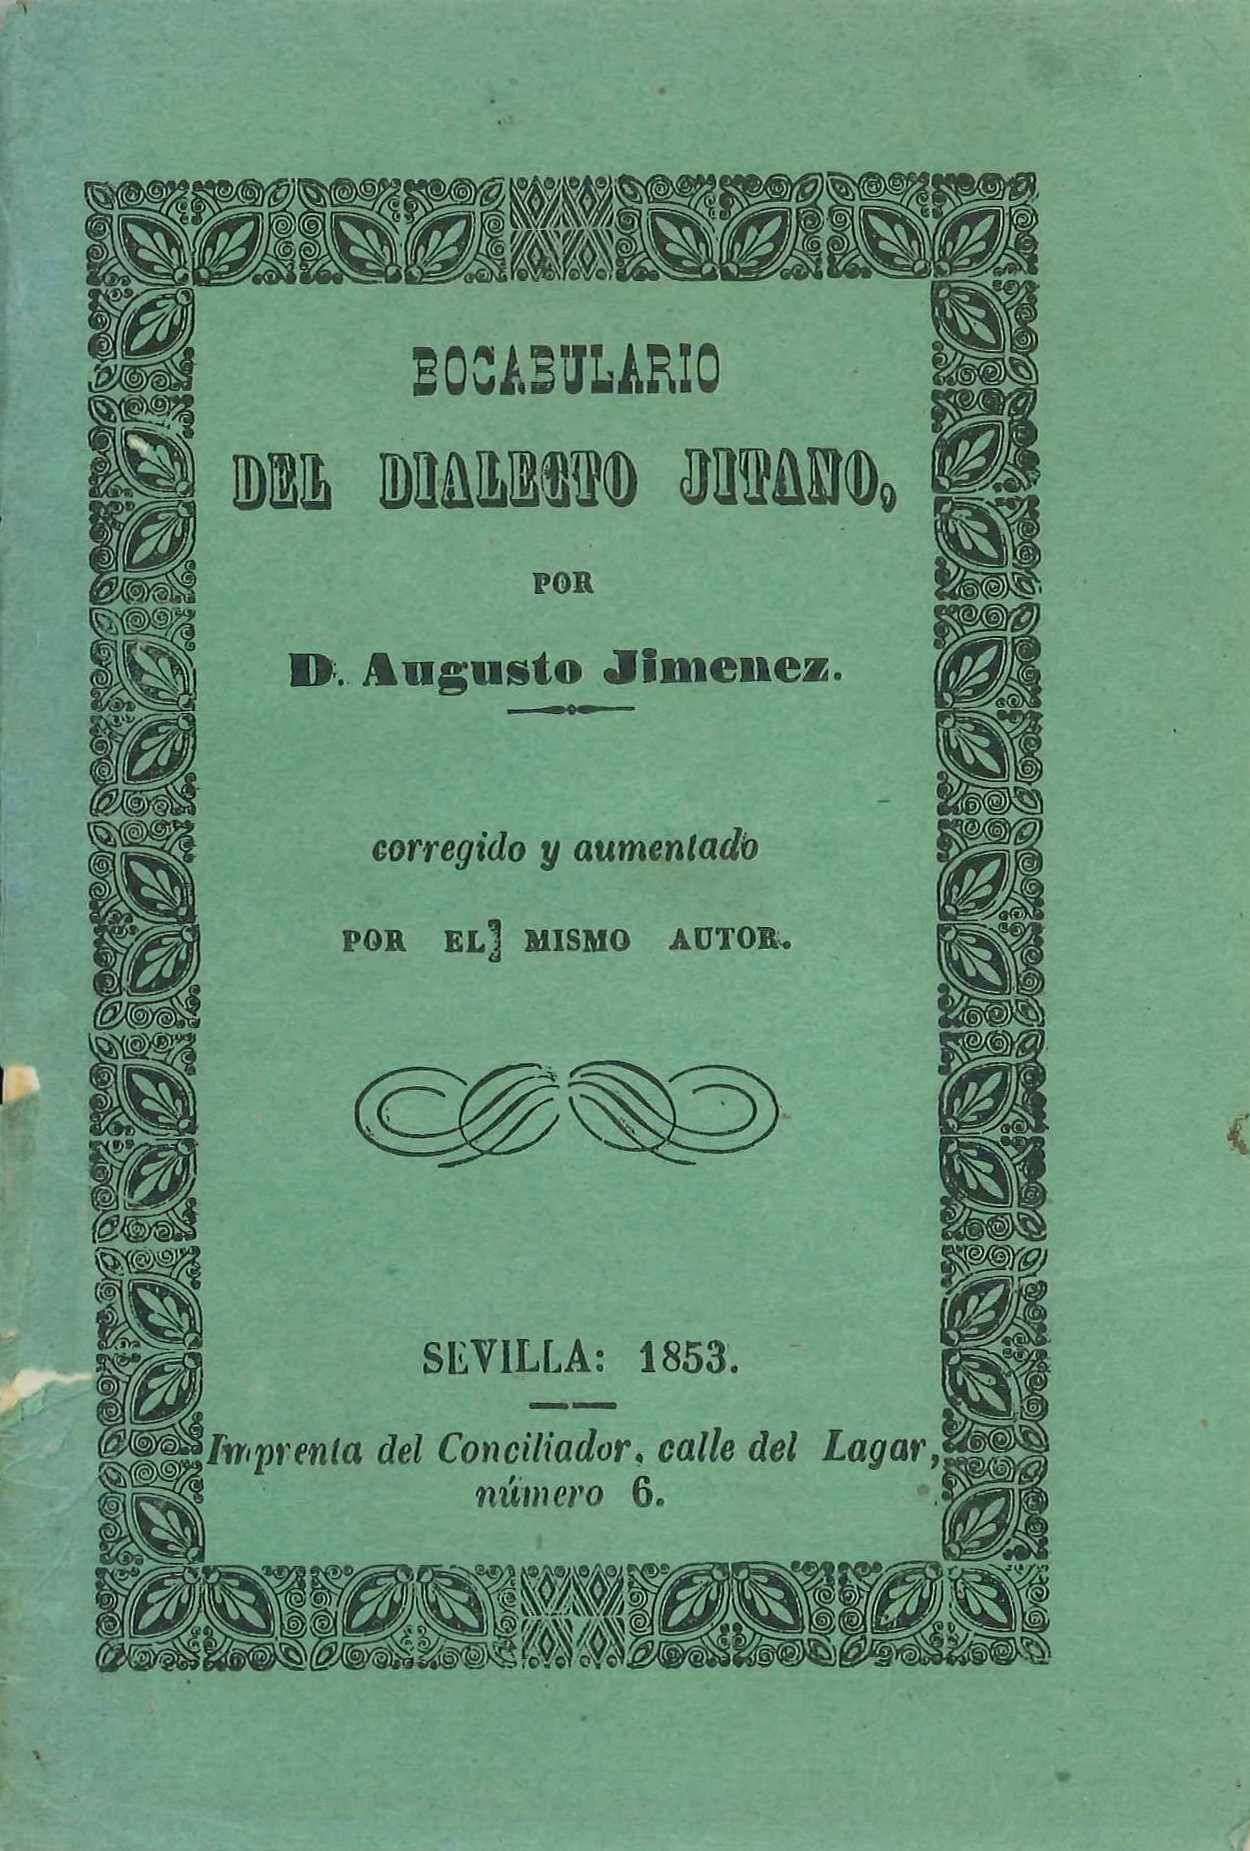 BOCABULARIO
DEL DIALECTO JITANO,
POR
D. Augusto Jimenez.
corregido y aumentado
POR EL MISMO AUTOR.
SEVILLA: 1853.
Imprenta del Conciliador, calle del Lagar,
número 6.